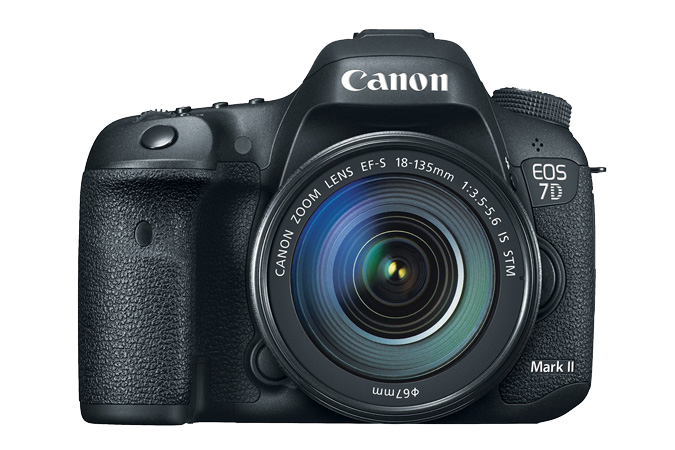 Canon
CANON ZOOM LENS EF-S 18-135mm 1:3.5-5.6 IS STM
EOS
7D
Mark II
φ67mm